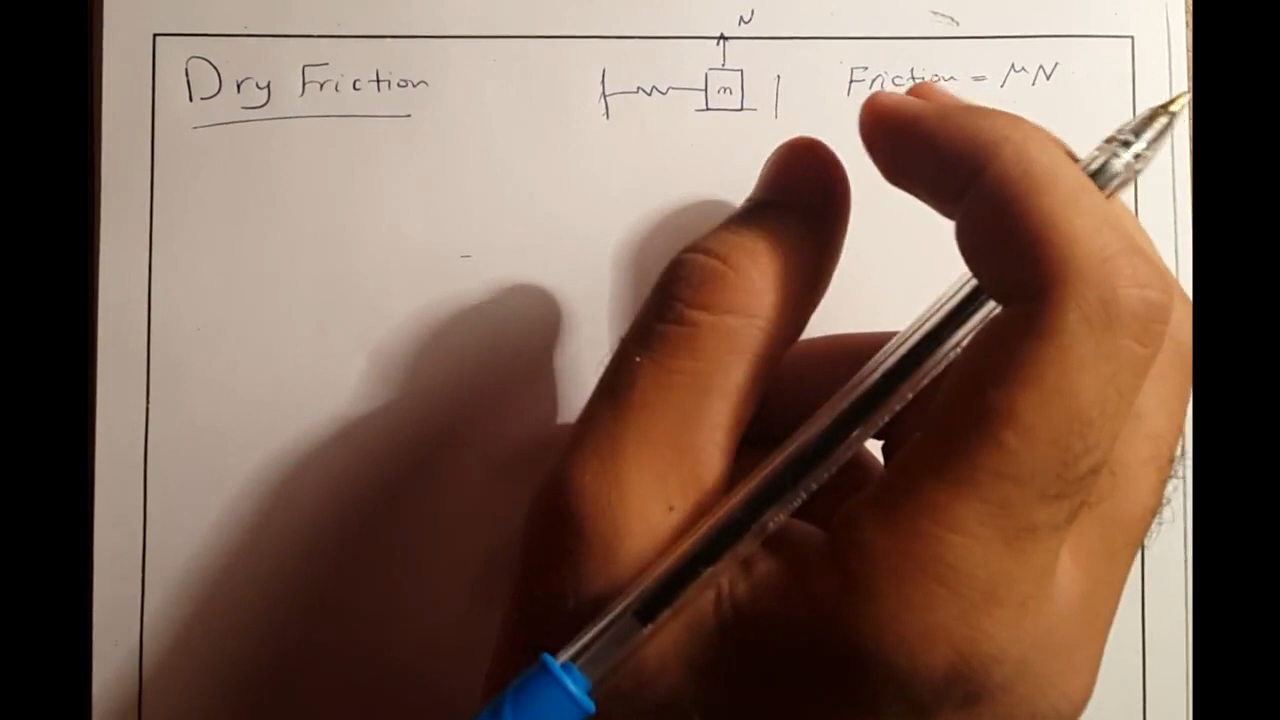 N
Dry Friction
m
Friction = μN